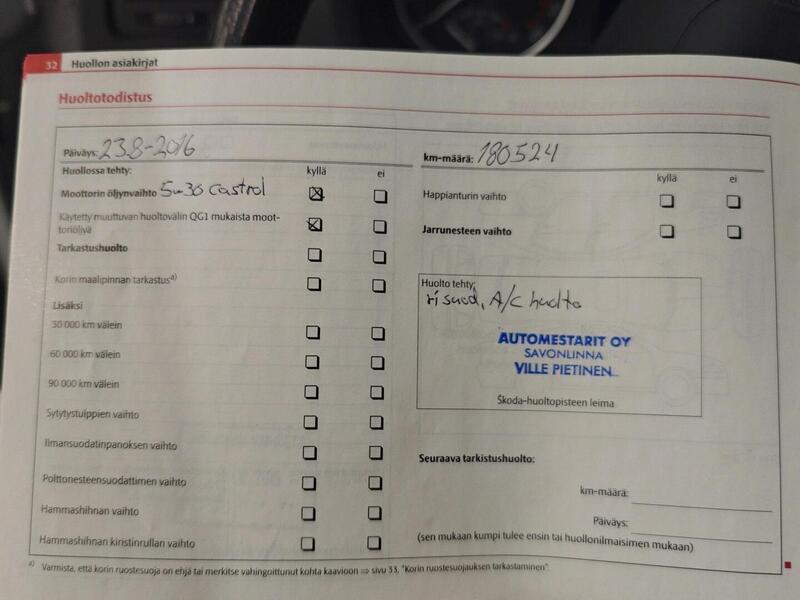 32 Huollon asiakirjat
Huoltotodistus
Päiväys: 23.8-2016
km-määrä: 180524
Huollossa tehty: kyllä ei
kyllä ei
Moottorin öljynvaihto 5w-30 Castrol
Happianturin vaihto
Käytetty muuttuvan huoltovälin QG1 mukaista moot-
toriöljyä
Jarrunesteen vaihto
Tarkastushuolto
Korin maalipinnan tarkastus a)
Huolto tehty:
suod, A/C huolto
AUTOMESTARIT OY
SAVONLINNA
VILLE PIETINEN
Škoda-huoltopisteen leima
Lisäksi
30 000 km välein
60 000 km välein
90 000 km välein
Sytytystulppien vaihto
Ilmansuodatinpanoksen vaihto
Polttonesteensuodattimen vaihto
Hammashihnan vaihto
Hammashihnan kiristinrullan vaihto
Seuraava tarkistushuolto:
km-määrä:
Päiväys:
(sen mukaan kumpi tulee ensin tai huollonilmaisimen mukaan)
a) Varmista, että korin ruostesuoja on ehjä tai merkitse vahingoittunut kohta kaavioon ⇒ sivu 33, "Korin ruostesuojauksen tarkastaminen".